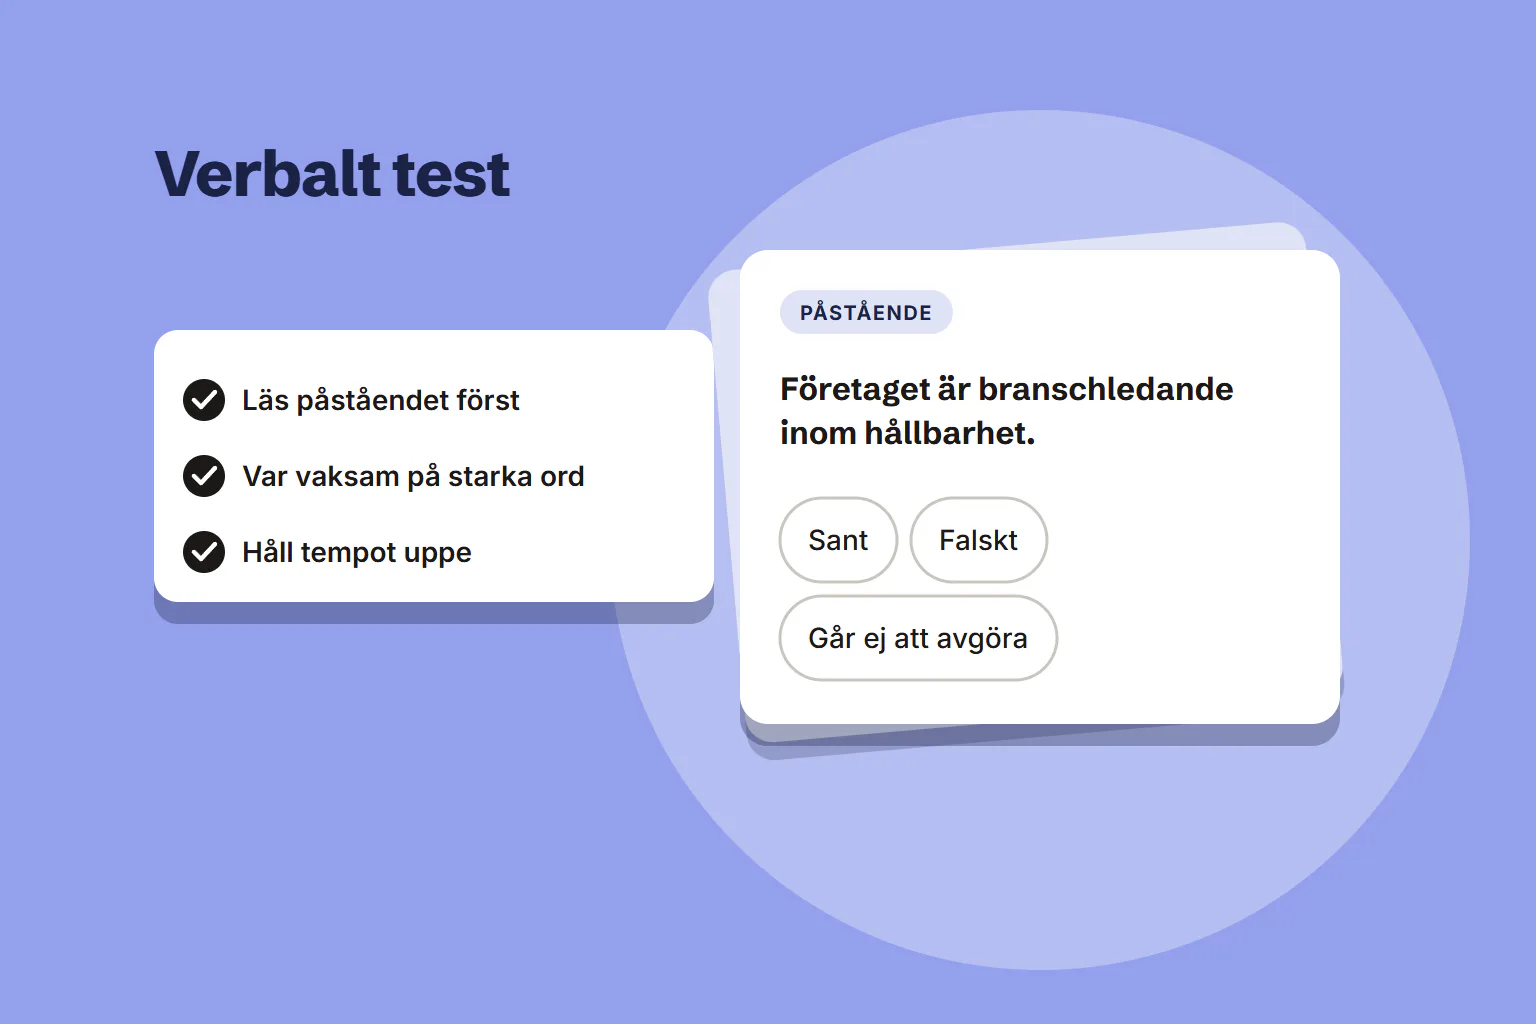 Verbalt test
Läs påståendet först
Var vaksam på starka ord
Håll tempot uppe
PÅSTÅENDE
Företaget är branschledande
inom hållbarhet.
Sant
Falskt
Går ej att avgöra